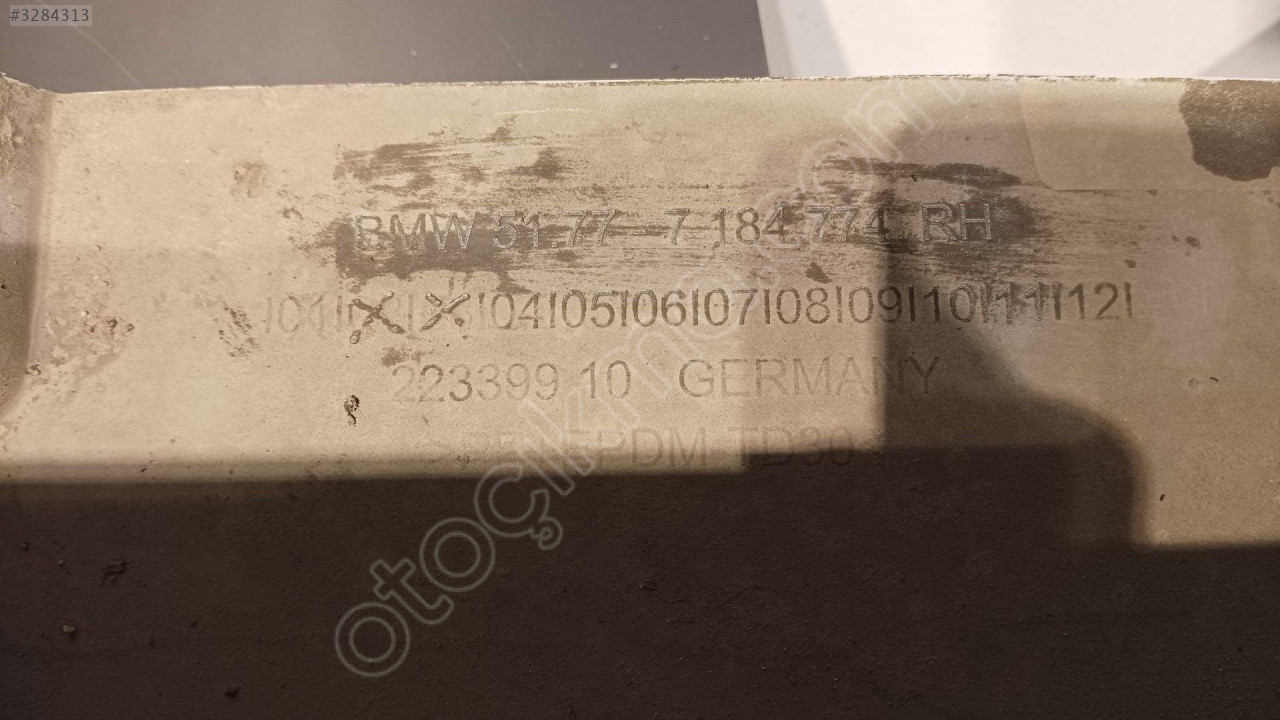 #3284313
BMW 51.77 - 7 184 774 RH
|01| |04|05|06|07|08|09|10|11|12|
223399 10 GERMANY
TD30
otoçıkma.com